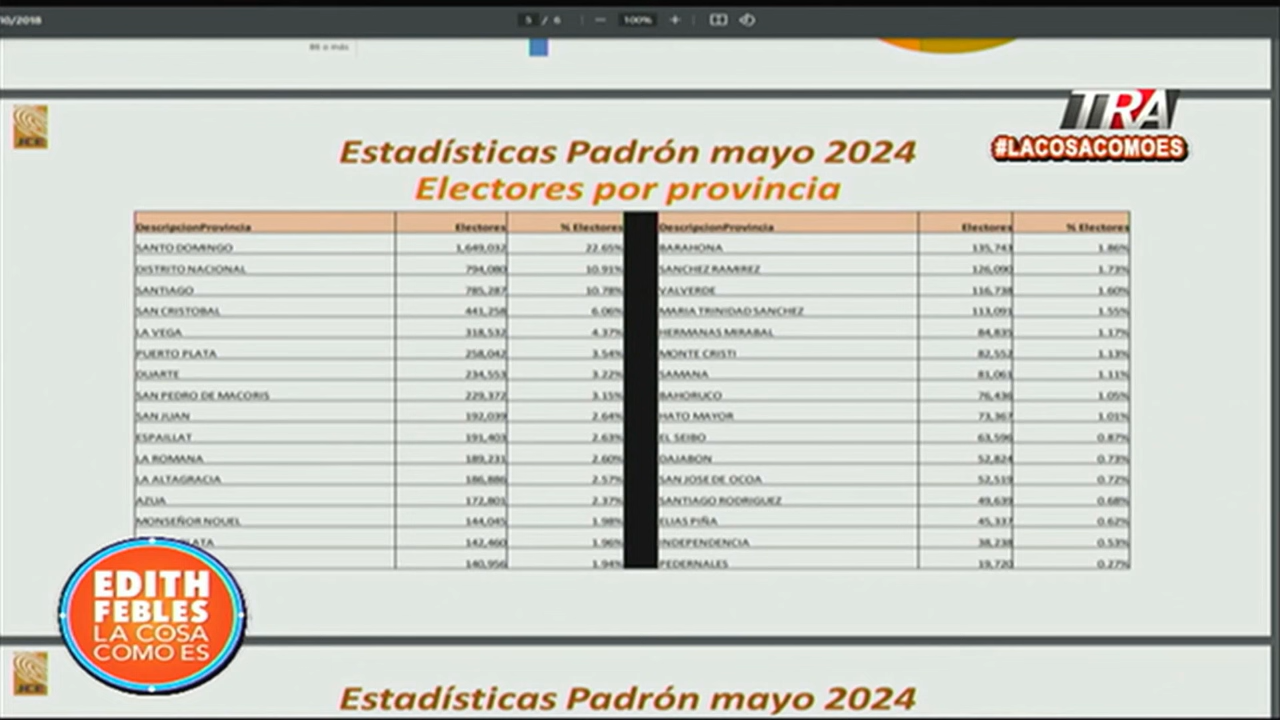 10/2018
5 / 6
100%
86 o más
TRA
#LACOSACOMOES
JCE
Estadísticas Padrón mayo 2024
Electores por provincia
DescripcionProvincia Electores % Electores DescripcionProvincia Electores % Electores
SANTO DOMINGO 1,649,032 22.65% BARAHONA 135,743 1.86%
DISTRITO NACIONAL 794,080 10.91% SANCHEZ RAMIREZ 126,090 1.73%
SANTIAGO 785,287 10.78% VALVERDE 116,738 1.60%
SAN CRISTOBAL 441,258 6.06% MARIA TRINIDAD SANCHEZ 113,091 1.55%
LA VEGA 318,532 4.37% HERMANAS MIRABAL 84,835 1.17%
PUERTO PLATA 258,042 3.54% MONTE CRISTI 82,552 1.13%
DUARTE 234,553 3.22% SAMANA 81,061 1.11%
SAN PEDRO DE MACORIS 229,372 3.15% BAHORUCO 76,436 1.05%
SAN JUAN 192,039 2.64% HATO MAYOR 73,367 1.01%
ESPAILLAT 191,403 2.63% EL SEIBO 63,596 0.87%
LA ROMANA 189,231 2.60% DAJABON 52,824 0.73%
LA ALTAGRACIA 186,886 2.57% SAN JOSE DE OCOA 52,519 0.72%
AZUA 172,801 2.37% SANTIAGO RODRIGUEZ 49,639 0.68%
MONSEÑOR NOUEL 144,045 1.98% ELIAS PIÑA 45,337 0.62%
PLATA 142,460 1.96% INDEPENDENCIA 38,238 0.53%
140,956 1.94% PEDERNALES 19,720 0.27%
EDITH
FEBLES
LA COSA
COMO ES
JCE
Estadísticas Padrón mayo 2024